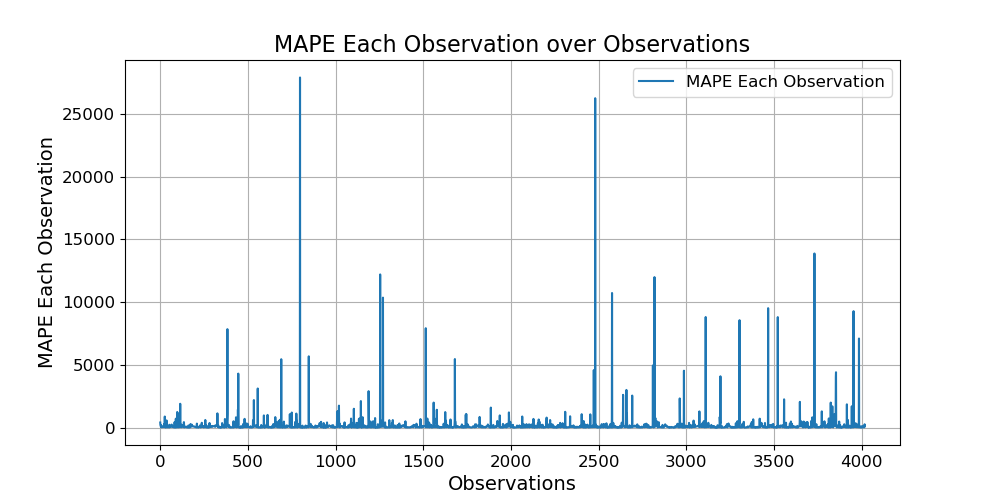 MAPE Each Observation over Observations
MAPE Each Observation
MAPE Each Observation
25000
20000
15000
10000
5000
0
0 500 1000 1500 2000 2500 3000 3500 4000
Observations